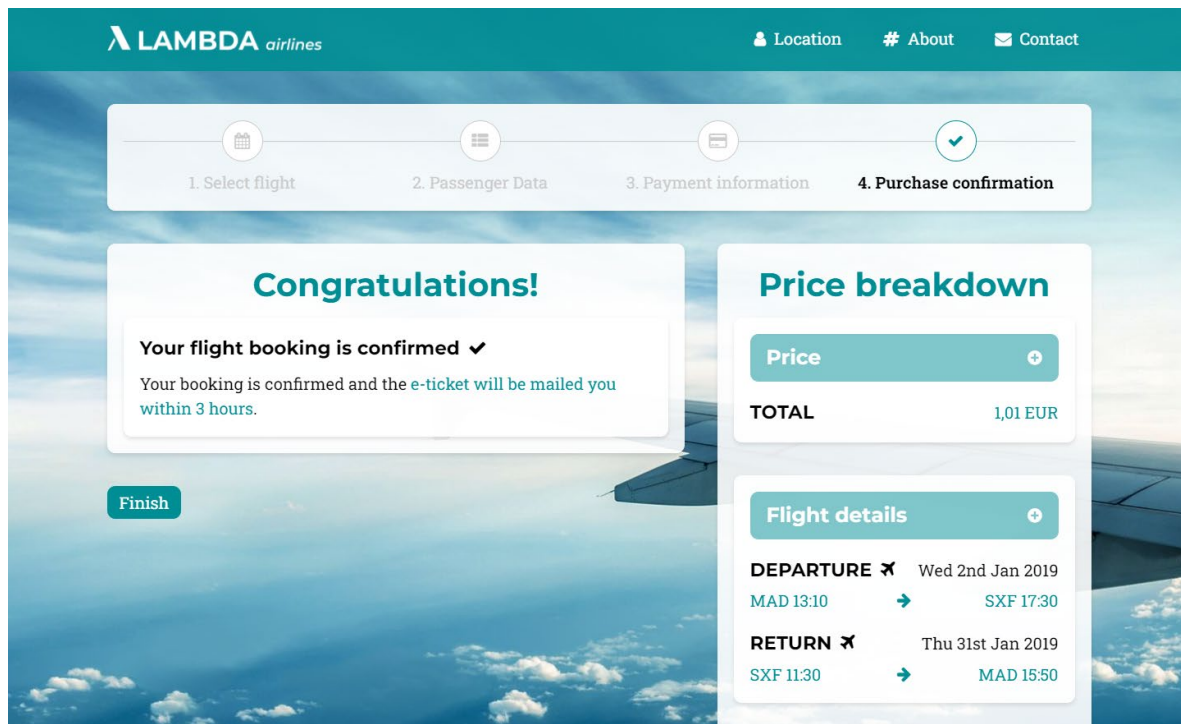 LAMBDA airlines
Location
# About
Contact
1. Select flight
2. Passenger Data
3. Payment information
4. Purchase confirmation
Congratulations!
Your flight booking is confirmed
Your booking is confirmed and the e-ticket will be mailed you
within 3 hours.
Finish
Price breakdown
Price
TOTAL 1,01 EUR
Flight details
DEPARTURE Wed 2nd Jan 2019
MAD 13:10 SXF 17:30
RETURN Thu 31st Jan 2019
SXF 11:30 MAD 15:50